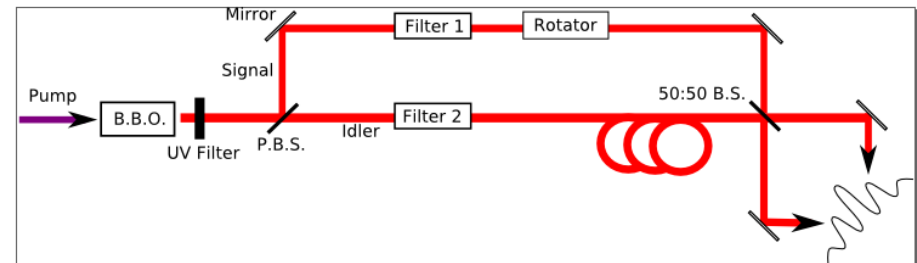 Mirror
Filter 1
Rotator
Signal
Pump
50:50 B.S.
B.B.O.
Filter 2
Idler
P.B.S.
UV Filter